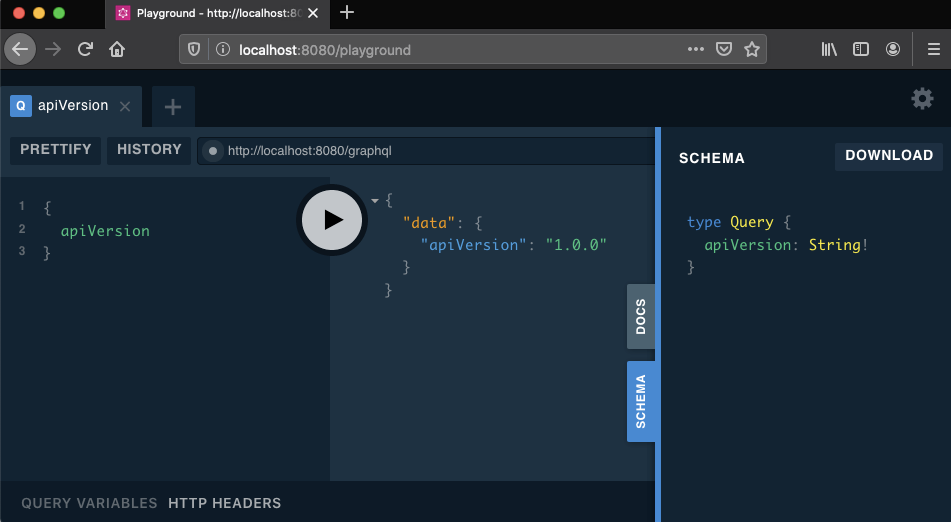 Playground - http://localhost:80
localhost:8080/playground
Q apiVersion
PRETTIFY HISTORY http://localhost:8080/graphql
1 {
2 apiVersion
3 }
{
"data": {
"apiVersion": "1.0.0"
}
}
DOCS
SCHEMA
SCHEMA DOWNLOAD
type Query {
apiVersion: String!
}
QUERY VARIABLES HTTP HEADERS